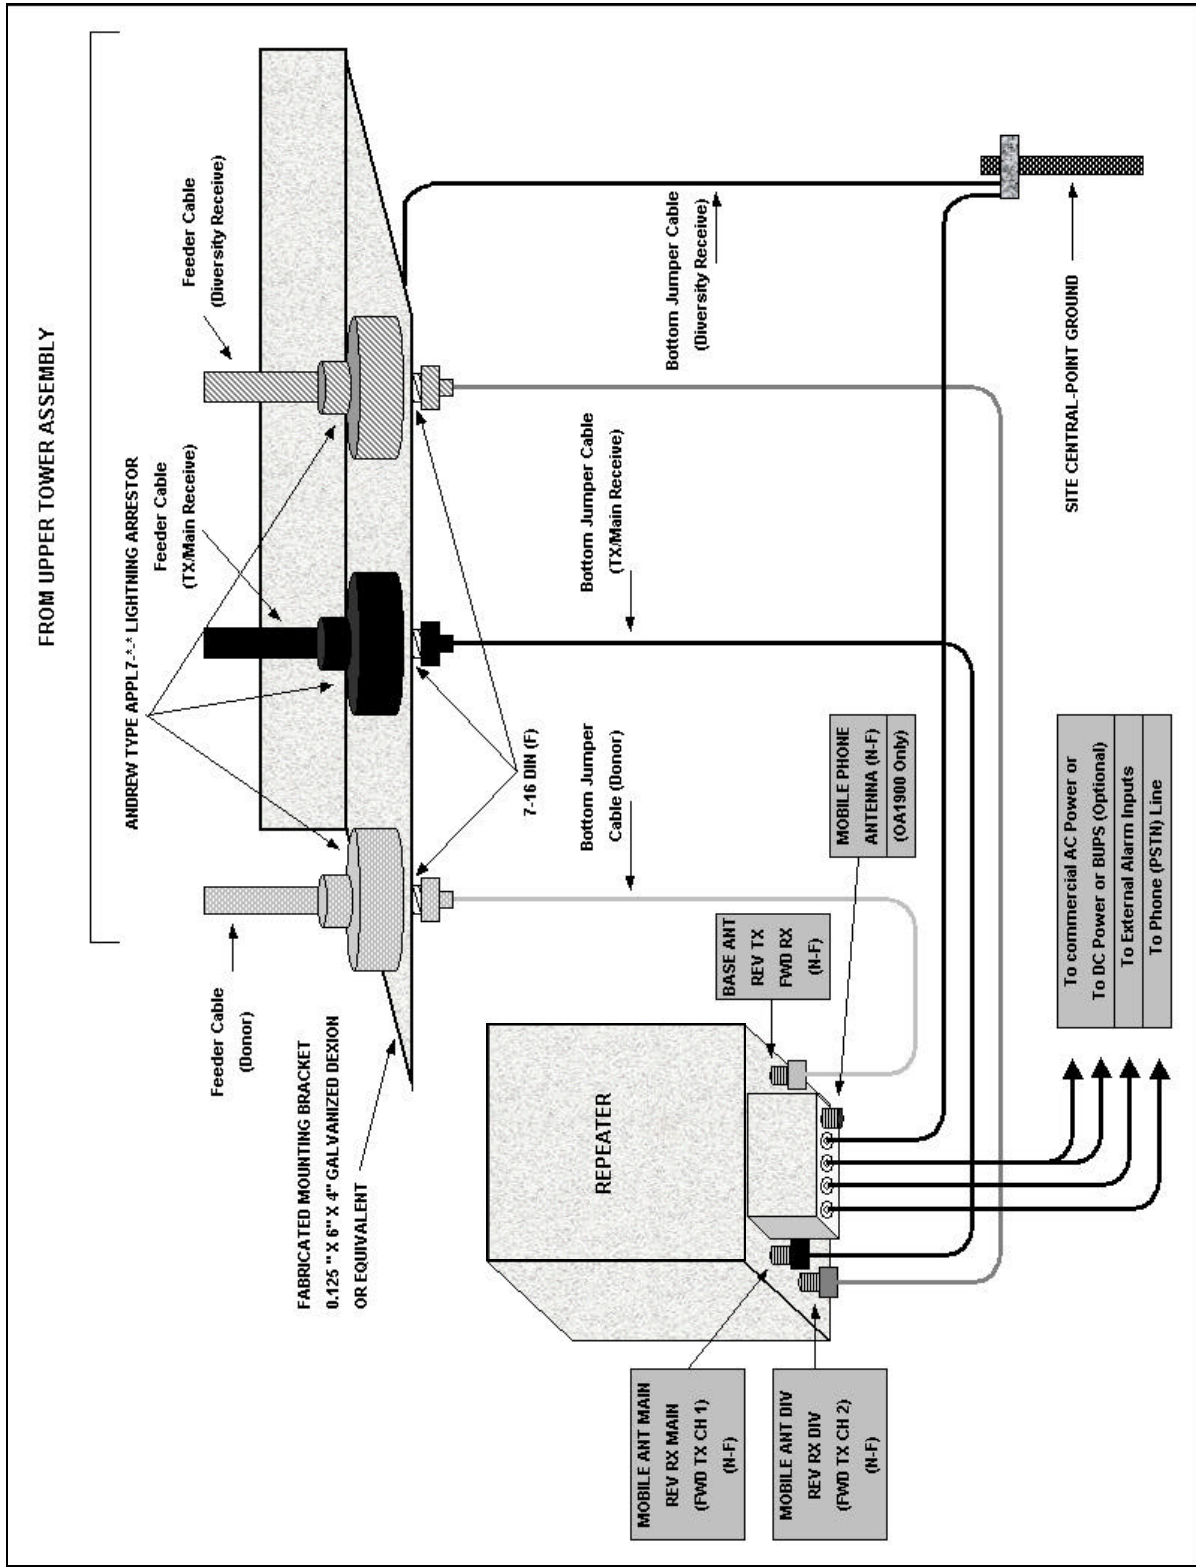 FROM UPPER TOWER ASSEMBLY
ANDREW TYPE APPL7-*-* LIGHTNING ARRESTOR
Feeder Cable
(Donor)
Feeder Cable
(TX/Main Receive)
Feeder Cable
(Diversity Receive)
FABRICATED MOUNTING BRACKET
0.125 " X 6" X 4" GALVANIZED DEXION
OR EQUIVALENT
7-16 DIN (F)
Bottom Jumper
Cable (Donor)
Bottom Jumper Cable
(TX/Main Receive)
Bottom Jumper Cable
(Diversity Receive)
REPEATER
MOBILE ANT MAIN
REV RX MAIN
(FWD TX CH 1)
(N-F)
MOBILE ANT DIV
REV RX DIV
(FWD TX CH 2)
(N-F)
BASE ANT
REV TX
FWD RX
(N-F)
MOBILE PHONE
ANTENNA (N-F)
(OA1900 Only)
To commercial AC Power or
To DC Power or BUPS (Optional)
To External Alarm Inputs
To Phone (PSTN) Line
SITE CENTRAL-POINT GROUND